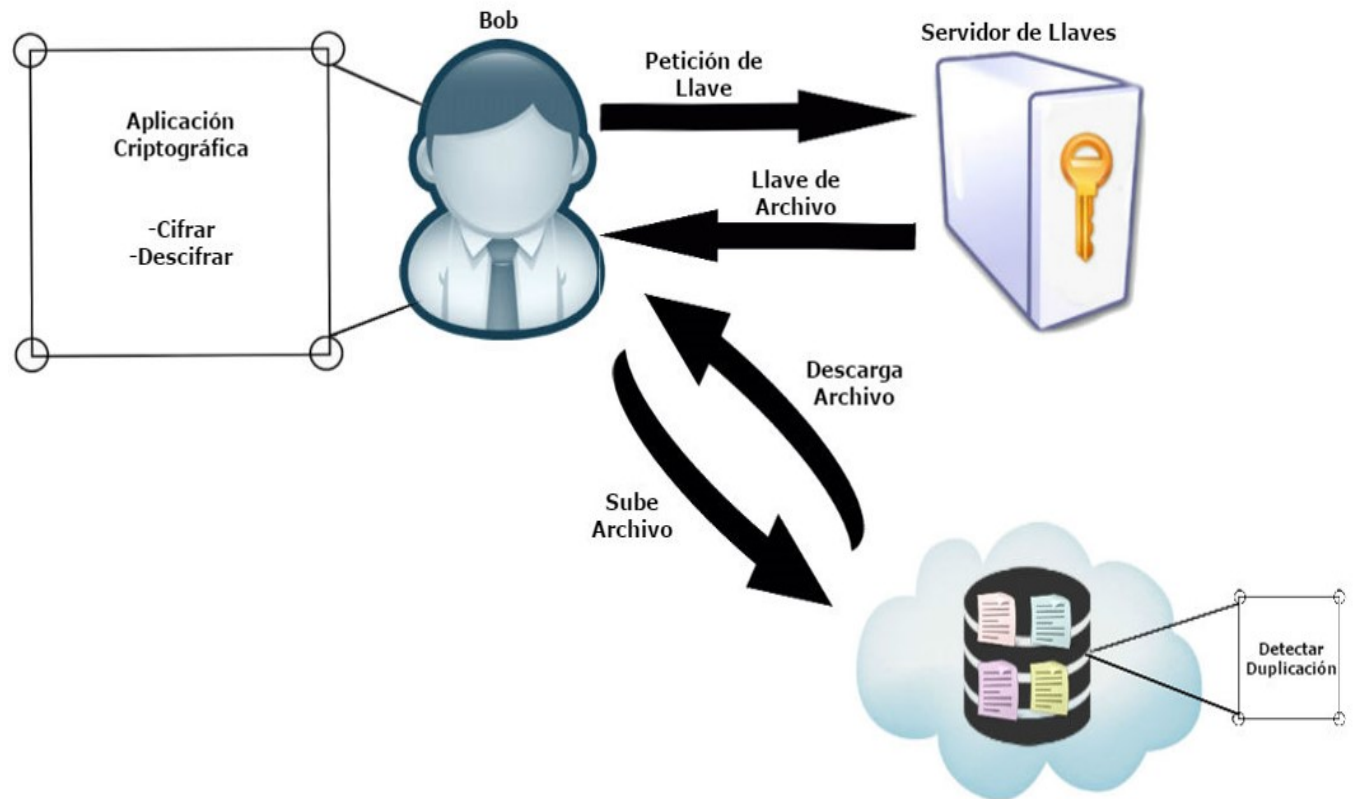 Bob
Servidor de Llaves
Petición de
Llave
Aplicación
Criptográfica
-Cifrar
-Descifrar
Llave de
Archivo
Descarga
Archivo
Sube
Archivo
Detectar
Duplicación